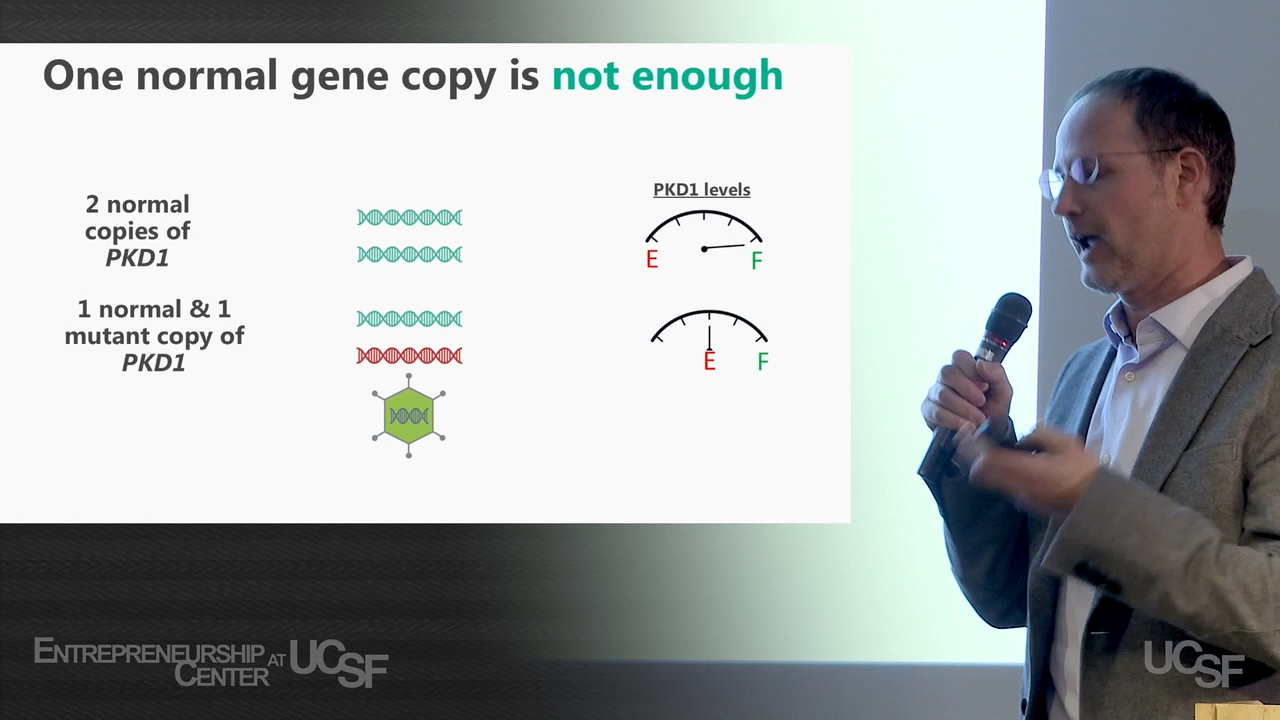 One normal gene copy is not enough
2 normal
copies of
PKD1
PKD1 levels
E F
1 normal & 1
mutant copy of
PKD1
E F
ENTREPRENEURSHIP
CENTER AT UCSF
UCSF